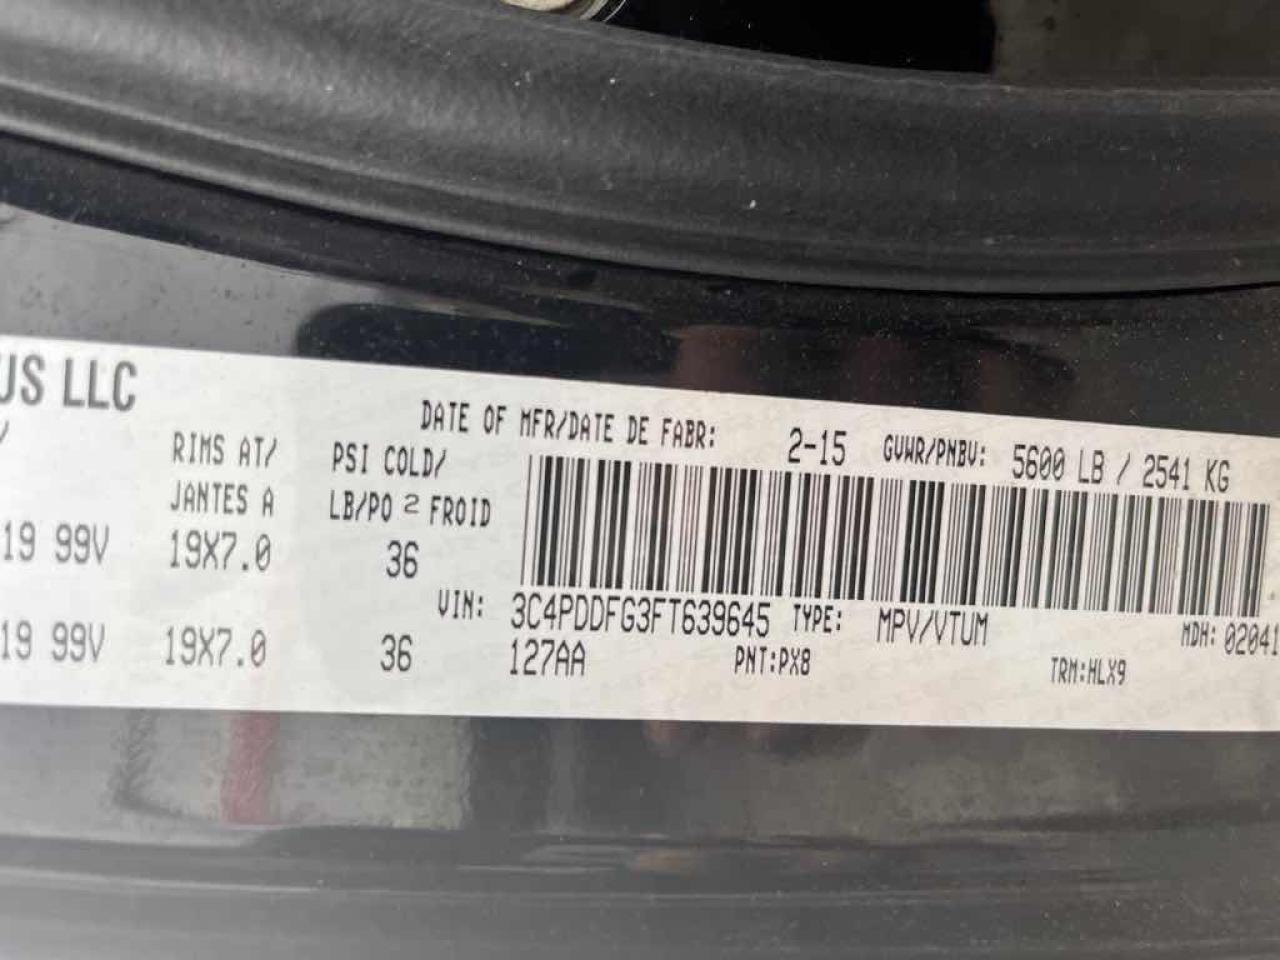 US LLC
DATE OF MFR/DATE DE FABR: 2-15 GVWR/PNBV: 5600 LB / 2541 KG
RIMS AT/ PSI COLD/
JANTES A LB/PO 2 FROID
19 99V 19X7.0 36
VIN: 3C4PDDFG3FT639645 TYPE: MPV/VTUM MDH: 02041
19 99V 19X7.0 36 127AA PNT:PX8 TRM:HLX9